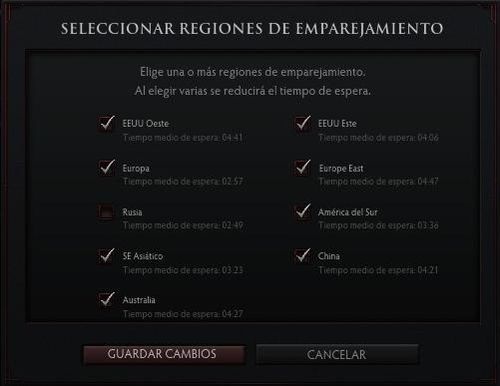 SELECCIONAR REGIONES DE EMPAREJAMIENTO
Elige una o más regiones de emparejamiento.
Al elegir varias se reducirá el tiempo de espera.
EEUU Oeste
Tiempo medio de espera: 04:41
EEUU Este
Tiempo medio de espera: 04:06
Europa
Tiempo medio de espera: 02:57
Europe East
Tiempo medio de espera: 04:47
Rusia
Tiempo medio de espera: 02:49
América del Sur
Tiempo medio de espera: 03:36
SE Asiático
Tiempo medio de espera: 03:23
China
Tiempo medio de espera: 04:21
Australia
Tiempo medio de espera: 04:27
GUARDAR CAMBIOS
CANCELAR